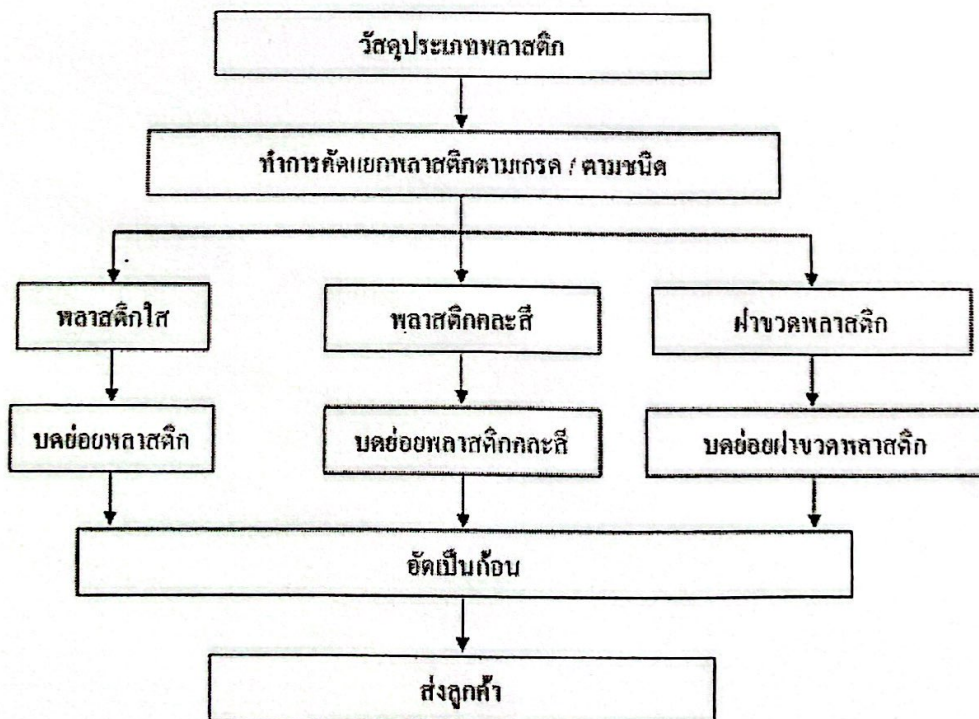 วัสดุประเภทพลาสติก
ทำการคัดแยกพลาสติกตามเกรด / ตามชนิด
พลาสติกใส
พลาสติกคละสี
ฝาขวดพลาสติก
บดย่อยพลาสติก
บดย่อยพลาสติกคละสี
บดย่อยฝาขวดพลาสติก
อัดเป็นก้อน
ส่งลูกค้า